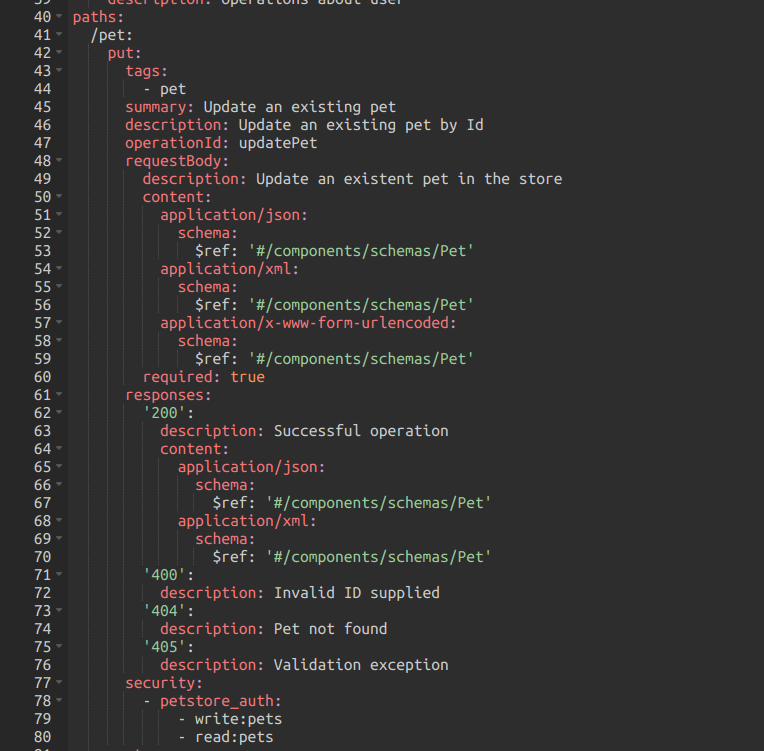 description: Operations about user
40 paths:
41   /pet:
42     put:
43       tags:
44         - pet
45       summary: Update an existing pet
46       description: Update an existing pet by Id
47       operationId: updatePet
48       requestBody:
49         description: Update an existent pet in the store
50         content:
51           application/json:
52             schema:
53               $ref: '#/components/schemas/Pet'
54           application/xml:
55             schema:
56               $ref: '#/components/schemas/Pet'
57           application/x-www-form-urlencoded:
58             schema:
59               $ref: '#/components/schemas/Pet'
60         required: true
61       responses:
62         '200':
63           description: Successful operation
64           content:
65             application/json:
66               schema:
67                 $ref: '#/components/schemas/Pet'
68             application/xml:
69               schema:
70                 $ref: '#/components/schemas/Pet'
71         '400':
72           description: Invalid ID supplied
73         '404':
74           description: Pet not found
75         '405':
76           description: Validation exception
77       security:
78         - petstore_auth:
79             - write:pets
80             - read:pets